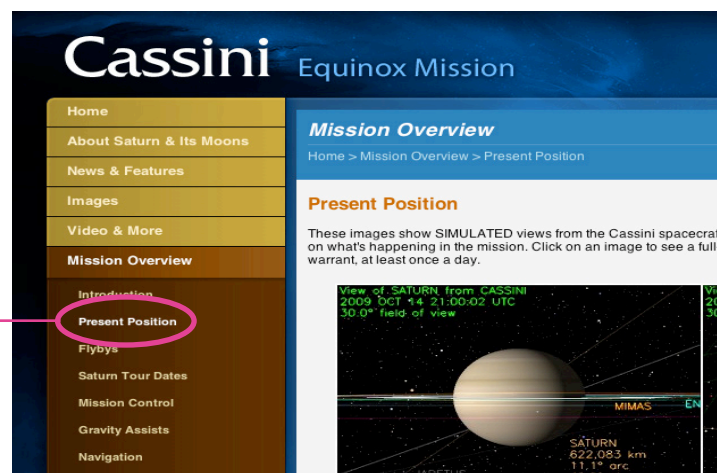 Cassini Equinox Mission
Home
About Saturn & Its Moons
News & Features
Images
Video & More
Mission Overview
Introduction
Present Position
Flybys
Saturn Tour Dates
Mission Control
Gravity Assists
Navigation
Mission Overview
Home > Mission Overview > Present Position
Present Position
These images show SIMULATED views from the Cassini spacecraf
on what's happening in the mission. Click on an image to see a full
warrant, at least once a day.
View of SATURN from CASSINI
2009 OCT 14 21:00:02 UTC
30.0° field of view
MIMAS
EN
SATURN
622,083 km
11.1° arc
Vi
20
30